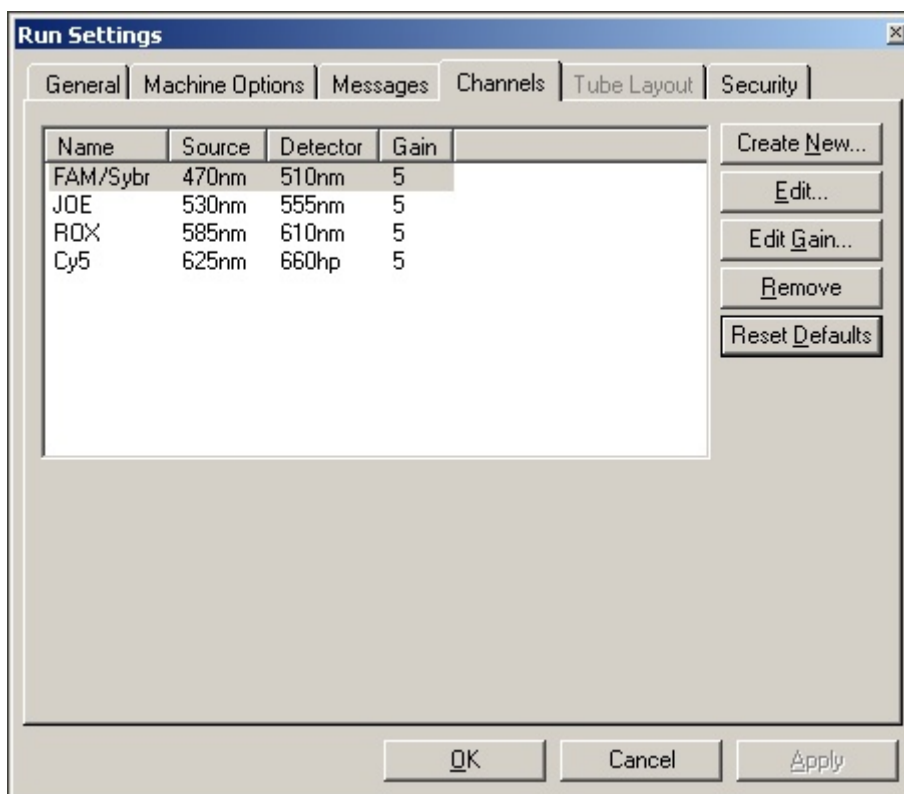 Run Settings
General Machine Options Messages Channels Tube Layout Security
Name Source Detector Gain
FAM/Sybr 470nm 510nm 5
JOE 530nm 555nm 5
ROX 585nm 610nm 5
Cy5 625nm 660hp 5
Create New...
Edit...
Edit Gain...
Remove
Reset Defaults
OK Cancel Apply